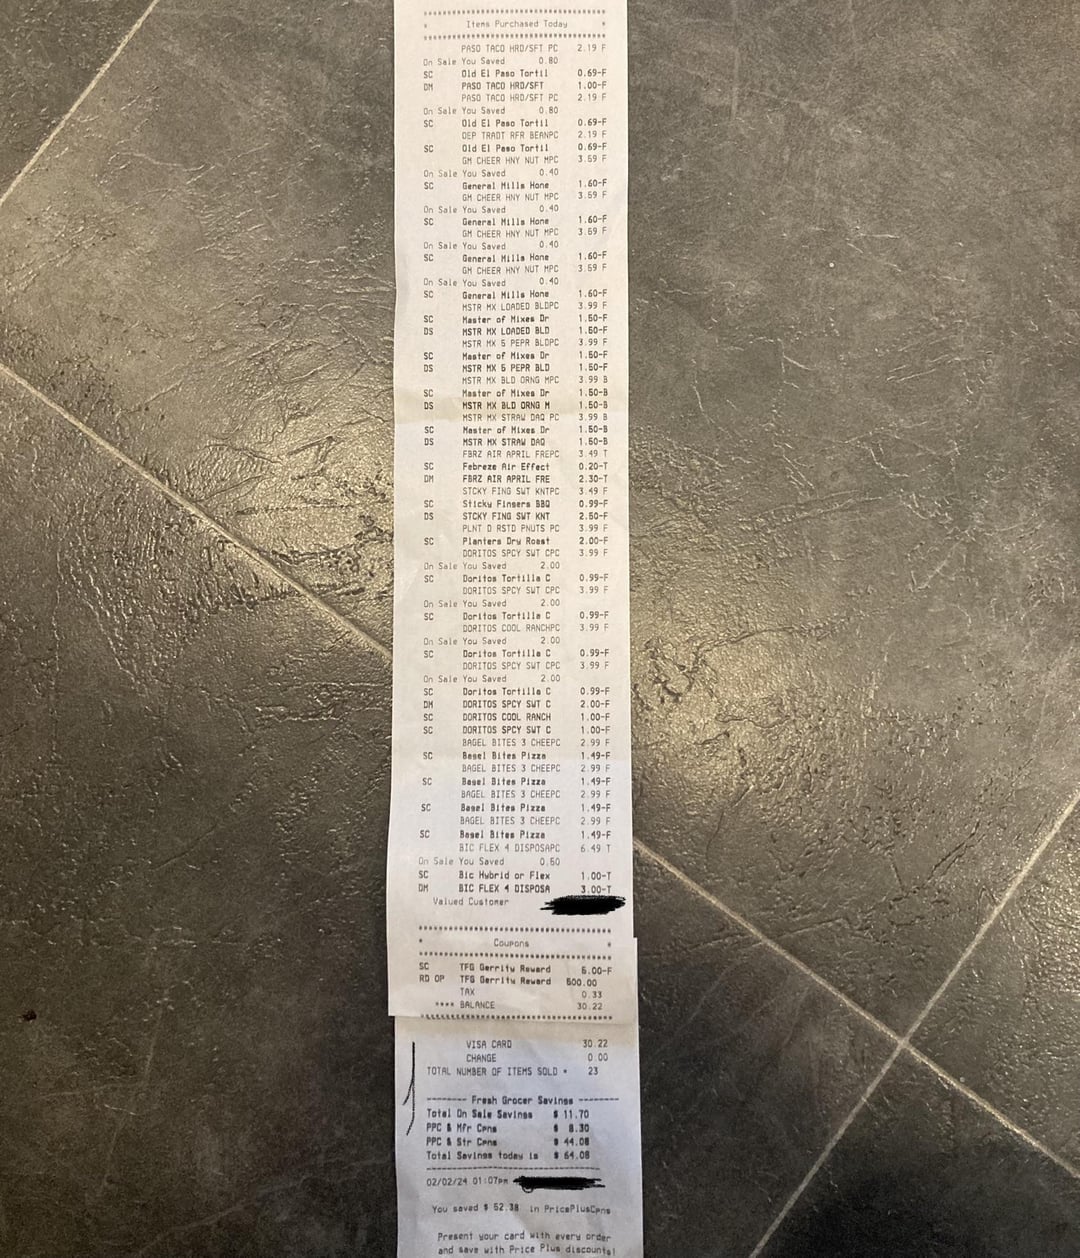 Items Purchased Today
PASO TACO HRD/SFT PC 2.19 F
On Sale You Saved 0.80
SC Old El Paso Tortil 0.69-F
DM PASO TACO HRD/SFT 1.00-F
PASO TACO HRD/SFT PC 2.19 F
On Sale You Saved 0.80
SC Old El Paso Tortil 0.69-F
OEP TRADT RFR BEANPC 2.19 F
SC Old El Paso Tortil 0.69-F
GM CHEER HNY NUT MPC 3.59 F
On Sale You Saved 0.40
SC General Mills Hone 1.60-F
GM CHEER HNY NUT MPC 3.59 F
On Sale You Saved 0.40
SC General Mills Hone 1.60-F
GM CHEER HNY NUT MPC 3.59 F
On Sale You Saved 0.40
SC General Mills Hone 1.60-F
GM CHEER HNY NUT MPC 3.59 F
On Sale You Saved 0.40
SC General Mills Hone 1.60-F
MSTR MX LOADED BLDPC 3.99 F
SC Master of Mixes Dr 1.50-F
DS MSTR MX LOADED BLD 1.50-F
MSTR MX 5 PEPR BLDPC 3.99 F
SC Master of Mixes Dr 1.50-F
DS MSTR MX 5 PEPR BLD 1.50-F
MSTR MX BLD ORNG MPC 3.99 B
SC Master of Mixes Dr 1.50-B
DS MSTR MX BLD ORNG M 1.50-B
MSTR MX STRAW DAQ PC 3.99 B
SC Master of Mixes Dr 1.50-B
DS MSTR MX STRAW DAQ 1.50-B
FBRZ AIR APRIL FREPC 3.49 T
SC Febreze Air Effect 0.20-T
DM FBRZ AIR APRIL FRE 2.30-T
STCKY FING SWT KNTPC 3.49 F
SC Sticky Fingers BBQ 0.99-F
DS STCKY FING SWT KNT 2.50-F
PLNT D RSTD PNUTS PC 3.99 F
SC Planters Dry Roast 2.00-F
DORITOS SPCY SWT CPC 3.99 F
On Sale You Saved 2.00
SC Doritos Tortilla C 0.99-F
DORITOS SPCY SWT CPC 3.99 F
On Sale You Saved 2.00
SC Doritos Tortilla C 0.99-F
DORITOS COOL RANCHPC 3.99 F
On Sale You Saved 2.00
SC Doritos Tortilla C 0.99-F
DORITOS SPCY SWT CPC 3.99 F
On Sale You Saved 2.00
SC Doritos Tortilla C 0.99-F
DM DORITOS SPCY SWT C 2.00-F
SC DORITOS COOL RANCH 1.00-F
SC DORITOS SPCY SWT C 1.00-F
BAGEL BITES 3 CHEEPC 2.99 F
SC Bagel Bites Pizza 1.49-F
BAGEL BITES 3 CHEEPC 2.99 F
SC Bagel Bites Pizza 1.49-F
BAGEL BITES 3 CHEEPC 2.99 F
SC Bagel Bites Pizza 1.49-F
BAGEL BITES 3 CHEEPC 2.99 F
SC Bagel Bites Pizza 1.49-F
BIC FLEX 4 DISPOSAPC 6.49 T
On Sale You Saved 0.50
SC Bic Hybrid or Flex 1.00-T
DM BIC FLEX 4 DISPOSA 3.00-T
Valued Customer
Coupons
SC TFG Gerrity Reward 5.00-F
RD OP TFG Gerrity Reward 500.00
TAX 0.33
**** BALANCE 30.22
VISA CARD 30.22
CHANGE 0.00
TOTAL NUMBER OF ITEMS SOLD = 23
------- Fresh Grocer Savings -------
Total On Sale Savings $ 11.70
PPC & Mfr Cpns $ 8.30
PPC & Str Cpns $ 44.08
Total Savings today is $ 64.08
02/02/24 01:07pm
You saved $ 52.38 in PricePlusCpns
Present your card with every order
and save with Price Plus discounts!